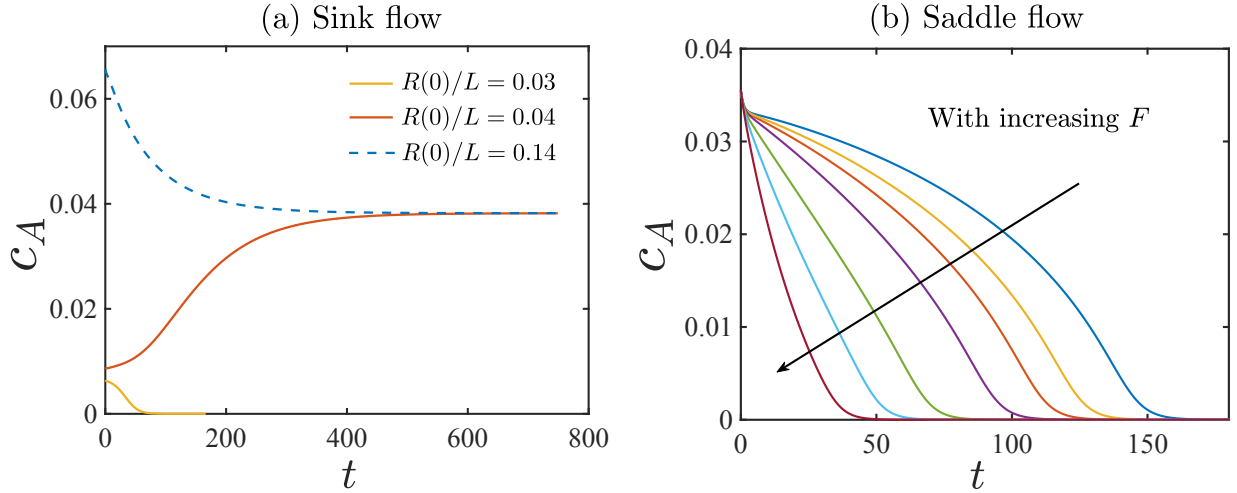 (a) Sink flow
c_A
0.06
0.04
0.02
0
R(0)/L = 0.03
R(0)/L = 0.04
R(0)/L = 0.14
0 200 400 600 800
t
(b) Saddle flow
c_A
0.04
0.03
0.02
0.01
0
With increasing F
0 50 100 150
t